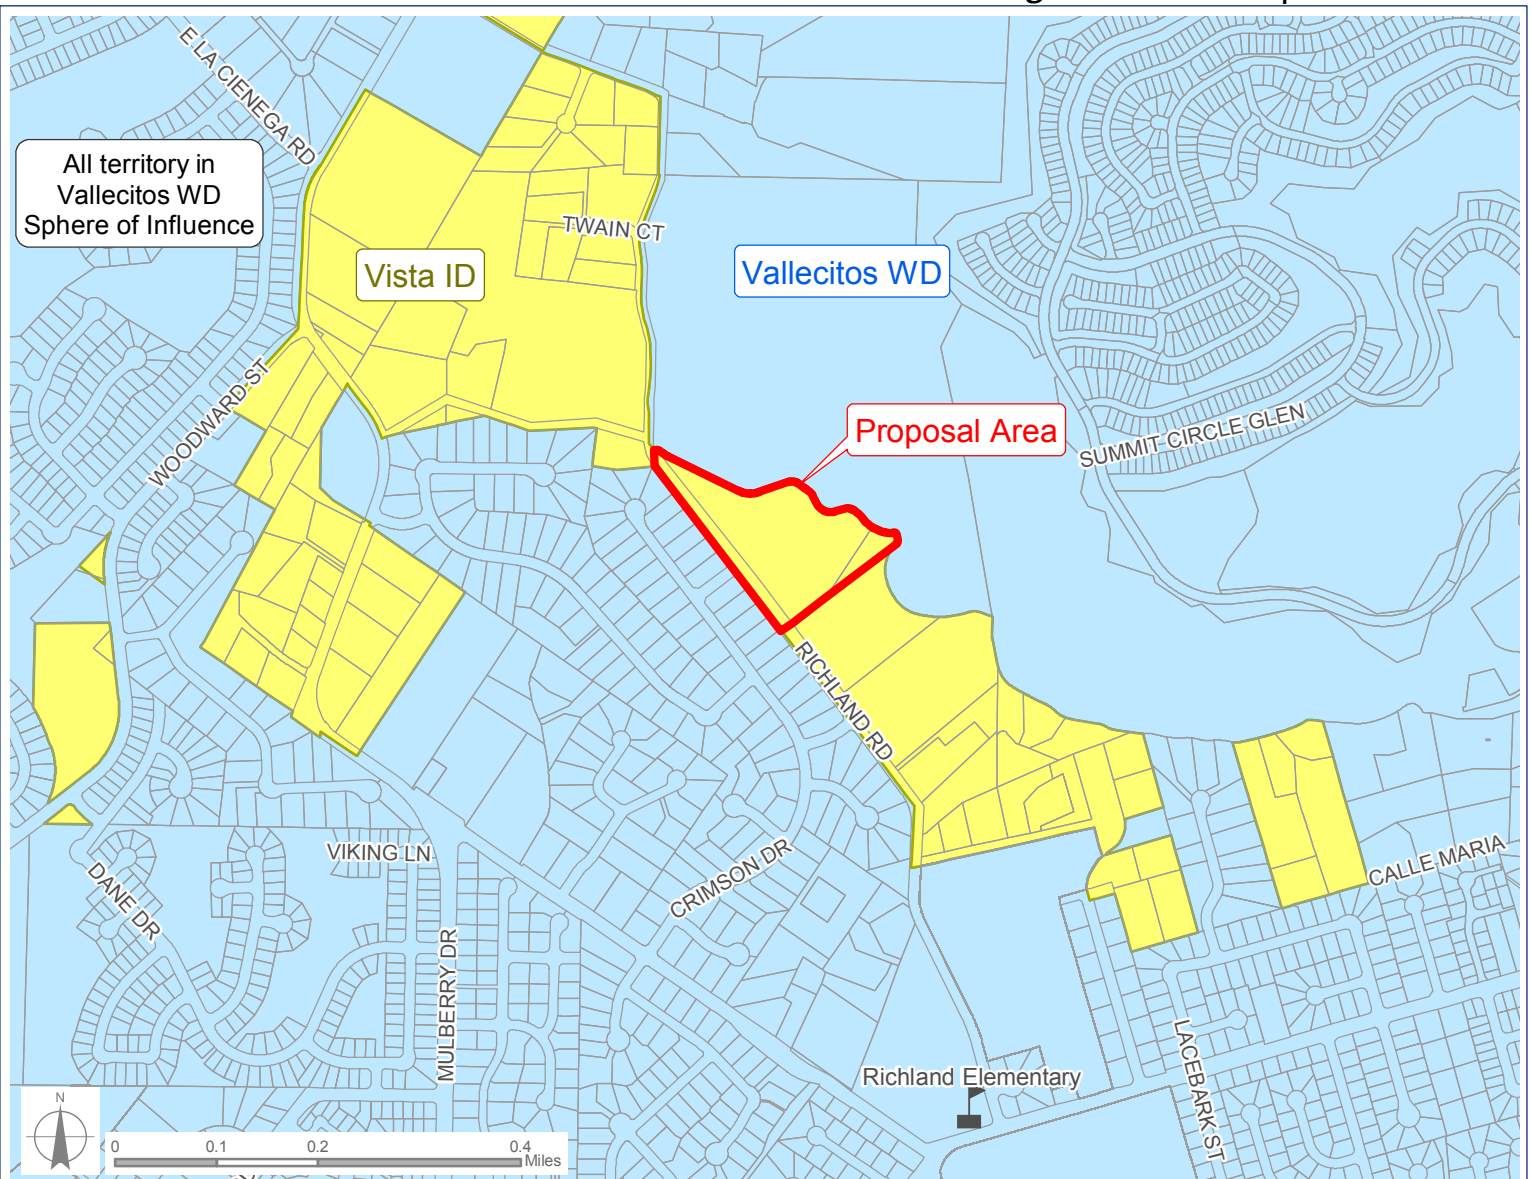 E LA CIENEGA RD
All territory in
Vallecitos WD
Sphere of Influence
TWAIN CT
Vista ID
Vallecitos WD
WOODWARD ST
Proposal Area
SUMMIT CIRCLE GLEN
RICHLAND RD
VIKING LN
CRIMSON DR
CALLE MARIA
DANE DR
MULBERRY DR
LACEBARK ST
Richland Elementary
N
0 0.1 0.2 0.4
Miles